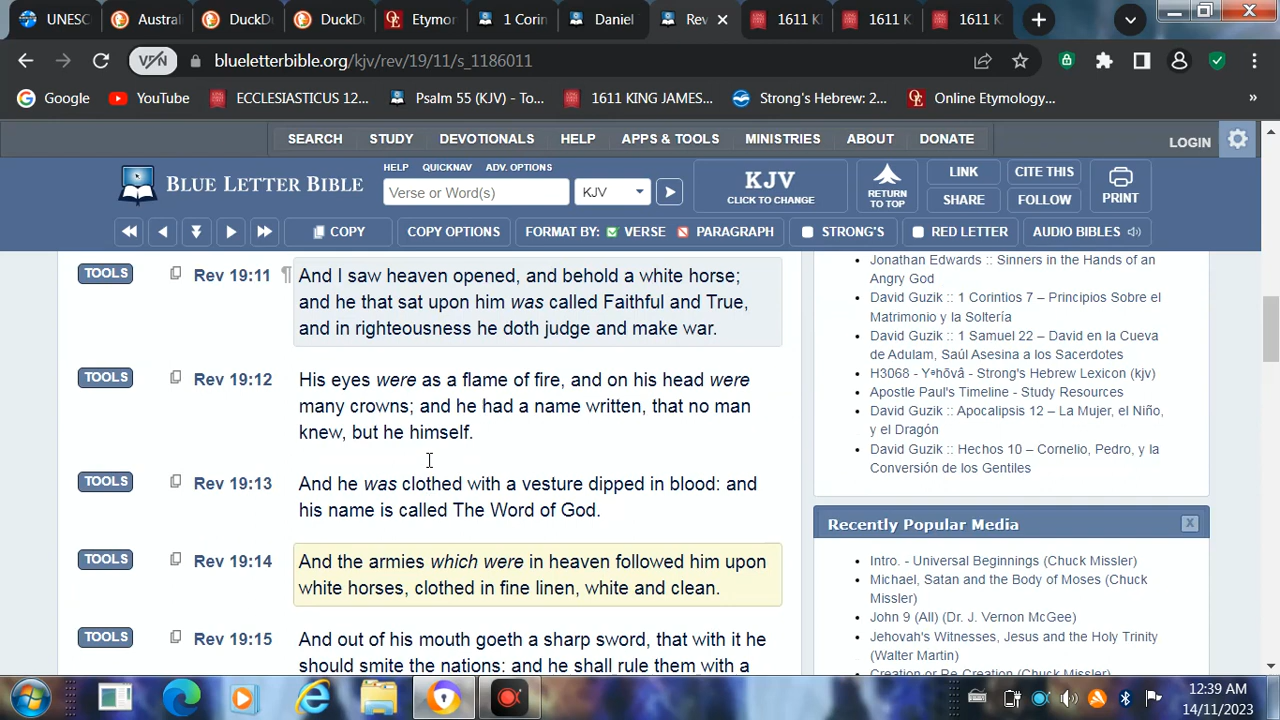 UNESC
Austral
DuckD
DuckD
Etymo
1 Corin
Daniel
Rev
1611 KI
1611 K
1611 K
VPN
blueletterbible.org/kjv/rev/19/11/s_1186011
Google
YouTube
ECCLESIASTICUS 12...
Psalm 55 (KJV) - To...
1611 KING JAMES...
Strong's Hebrew: 2...
Online Etymology...
»
SEARCH STUDY DEVOTIONALS HELP APPS & TOOLS MINISTRIES ABOUT DONATE
LOGIN
BLUE LETTER BIBLE
HELP QUICKNAV ADV. OPTIONS
Verse or Word(s)
KJV
KJV
CLICK TO CHANGE
RETURN
TO TOP
LINK
CITE THIS
SHARE
FOLLOW
PRINT
COPY
COPY OPTIONS
FORMAT BY: VERSE PARAGRAPH
STRONG'S
RED LETTER
AUDIO BIBLES
TOOLS Rev 19:11 ¶ And I saw heaven opened, and behold a white horse;
and he that sat upon him was called Faithful and True,
and in righteousness he doth judge and make war.
TOOLS Rev 19:12 His eyes were as a flame of fire, and on his head were
many crowns; and he had a name written, that no man
knew, but he himself.
TOOLS Rev 19:13 And he was clothed with a vesture dipped in blood: and
his name is called The Word of God.
TOOLS Rev 19:14 And the armies which were in heaven followed him upon
white horses, clothed in fine linen, white and clean.
TOOLS Rev 19:15 And out of his mouth goeth a sharp sword, that with it he
should smite the nations: and he shall rule them with a
Jonathan Edwards :: Sinners in the Hands of an
Angry God
David Guzik :: 1 Corintios 7 – Principios Sobre el
Matrimonio y la Soltería
David Guzik :: 1 Samuel 22 – David en la Cueva
de Adulam, Saúl Asesina a los Sacerdotes
H3068 - Yᵊhōvâ - Strong's Hebrew Lexicon (kjv)
Apostle Paul's Timeline - Study Resources
David Guzik :: Apocalipsis 12 – La Mujer, el Niño,
y el Dragón
David Guzik :: Hechos 10 – Cornelio, Pedro, y la
Conversión de los Gentiles
Recently Popular Media
X
Intro. - Universal Beginnings (Chuck Missler)
Michael, Satan and the Body of Moses (Chuck
Missler)
John 9 (All) (Dr. J. Vernon McGee)
Jehovah's Witnesses, Jesus and the Holy Trinity
(Walter Martin)
Creation or Re-Creation (Chuck Missler)
12:39 AM
14/11/2023